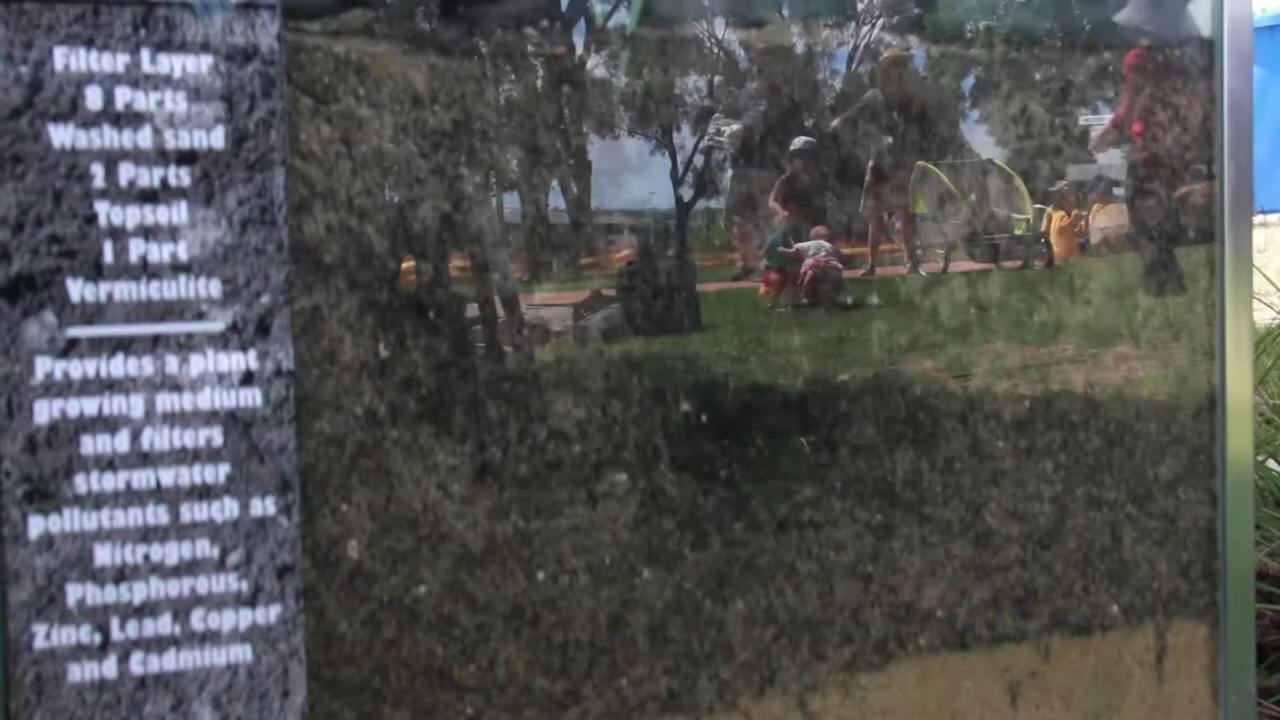 Filter Layer
8 Parts
Washed sand
2 Parts
Topsoil
1 Part
Vermiculite
Provides a plant
growing medium
and filters
stormwater
pollutants such as
Nitrogen,
Phosphorous,
Zinc, Lead, Copper
and Cadmium